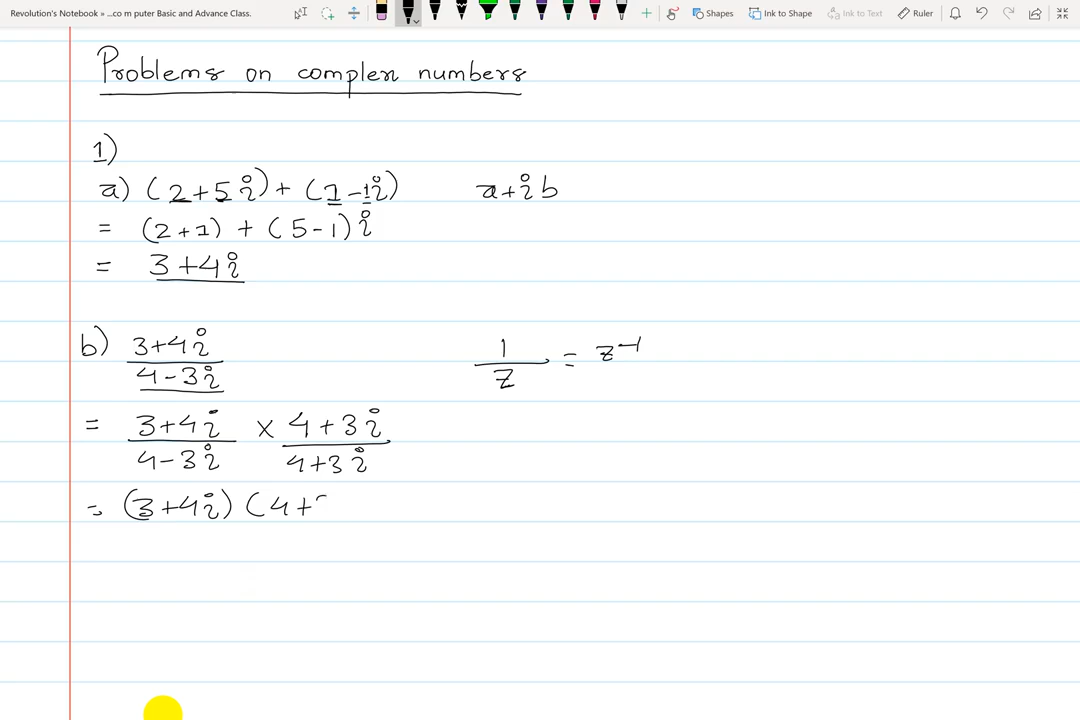 Revolution's Notebook » ...co m puter Basic and Advance Class.
Shapes Ink to Shape Ink to Text Ruler
Problems on complex numbers
1)
a) (2+5i)+(1-1i) a+ib
= (2+1) + (5-1)i
= 3+4i
b) 3+4i / 4-3i 1/z = z^-1
= 3+4i / 4-3i × 4+3i / 4+3i
= (3+4i) (4+